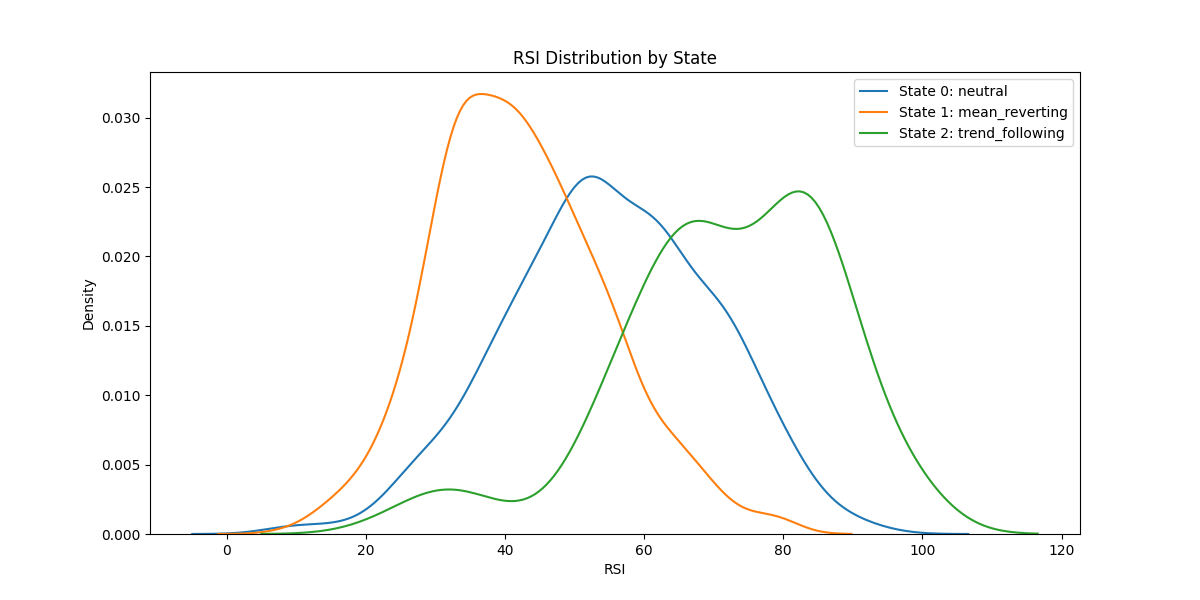 RSI Distribution by State
State 0: neutral
State 1: mean_reverting
State 2: trend_following
Density
0.030
0.025
0.020
0.015
0.010
0.005
0.000
0 20 40 60 80 100 120
RSI